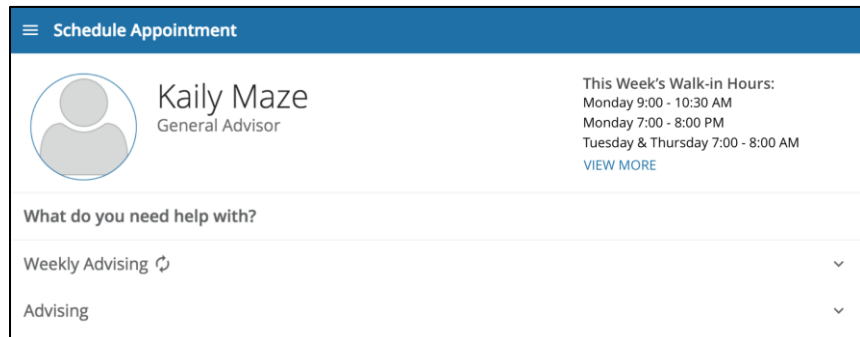 Schedule Appointment
Kaily Maze
General Advisor
This Week's Walk-in Hours:
Monday 9:00 - 10:30 AM
Monday 7:00 - 8:00 PM
Tuesday & Thursday 7:00 - 8:00 AM
VIEW MORE
What do you need help with?
Weekly Advising
Advising